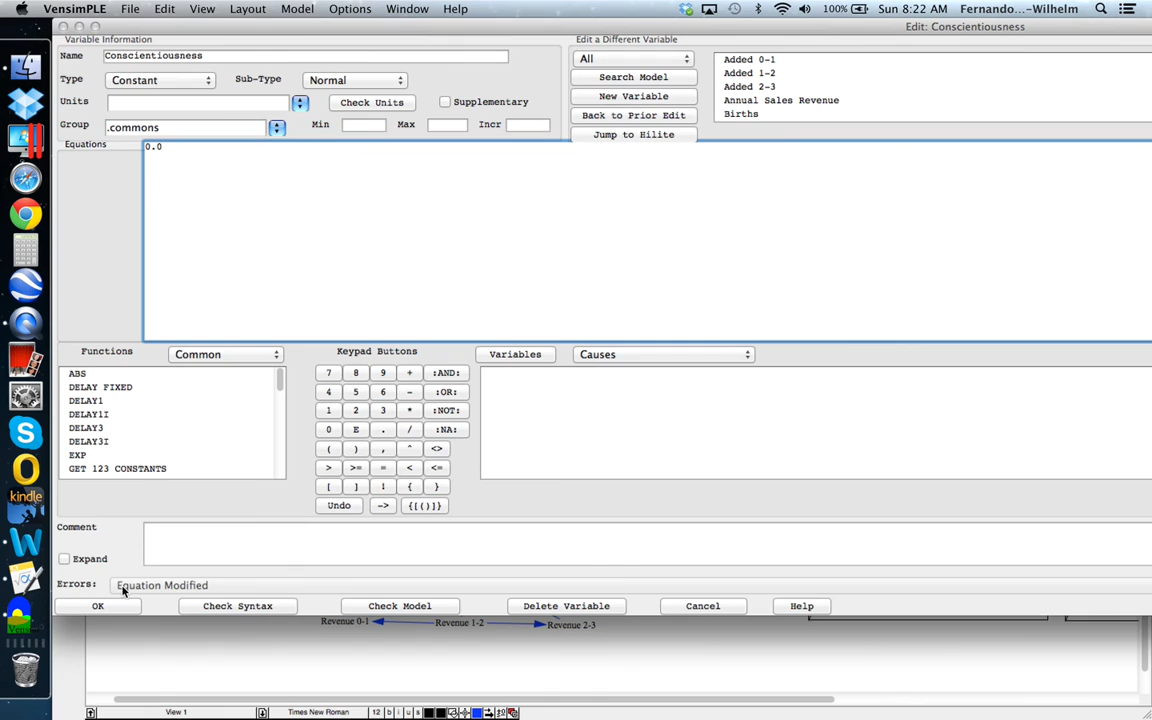 VensimPLE File Edit View Layout Model Options Window Help 100% Sun 8:22 AM Fernando...-Wilhelm
Edit: Conscientiousness
Variable Information
Name Conscientiousness
Type Constant Sub-Type Normal
Units Check Units Supplementary
Group .commons Min Max Incr
Edit a Different Variable
All
Search Model
New Variable
Back to Prior Edit
Jump to Hilite
Added 0-1
Added 1-2
Added 2-3
Annual Sales Revenue
Births
Equations 0.0
Functions Common
ABS
DELAY FIXED
DELAY1
DELAY1I
DELAY3
DELAY3I
EXP
GET 123 CONSTANTS
Keypad Buttons
7 8 9 + :AND:
4 5 6 - :OR:
1 2 3 * :NOT:
0 E . / :NA:
( ) , ^ <>
> >= = < <=
[ ] ! { }
Undo -> {[()]}
Variables Causes
Comment
Expand
Errors: Equation Modified
OK Check Syntax Check Model Delete Variable Cancel Help
Revenue 0-1 Revenue 1-2 Revenue 2-3
View 1 Times New Roman 12 b i u s
kindle